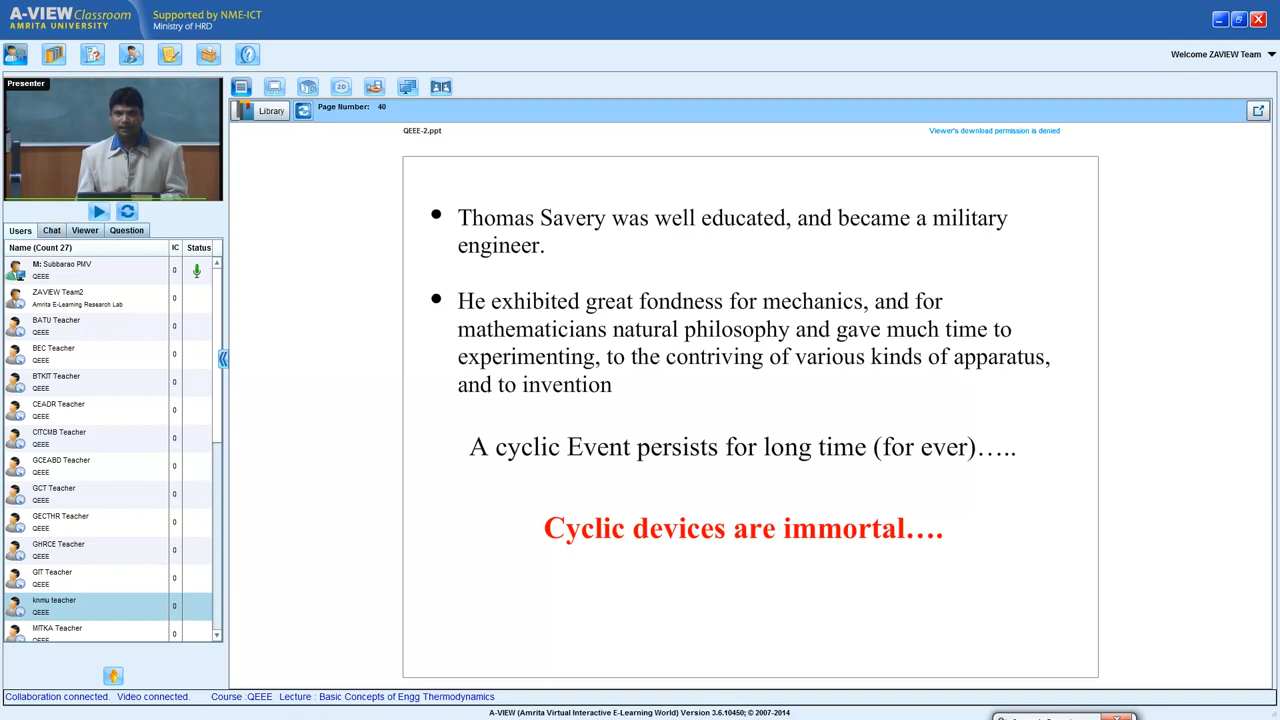 A-VIEW Classroom
AMRITA UNIVERSITY
Supported by NME-ICT
Ministry of HRD
Welcome ZAVIEW Team
Presenter
Library
Page Number: 40
QEEE-2.ppt
Viewer's download permission is denied
Users Chat Viewer Question
Name (Count 27) IC Status
M: Subbarao PMV
QEEE
0
ZAVIEW Team2
Amrita E-Learning Research Lab
0
BATU Teacher
QEEE
0
BEC Teacher
QEEE
0
BTKIT Teacher
QEEE
0
CEADR Teacher
QEEE
0
CITCMB Teacher
QEEE
0
GCEABD Teacher
QEEE
0
GCT Teacher
QEEE
0
GECTHR Teacher
QEEE
0
GHRCE Teacher
QEEE
0
GIT Teacher
QEEE
0
knmu teacher
QEEE
0
MITKA Teacher
QEEE
0
2D
• Thomas Savery was well educated, and became a military
engineer.
• He exhibited great fondness for mechanics, and for
mathematicians natural philosophy and gave much time to
experimenting, to the contriving of various kinds of apparatus,
and to invention
A cyclic Event persists for long time (for ever)…..
Cyclic devices are immortal….
Collaboration connected. Video connected. Course :QEEE Lecture : Basic Concepts of Engg Thermodynamics
A-VIEW (Amrita Virtual Interactive E-Learning World) Version 3.6.10450; © 2007-2014